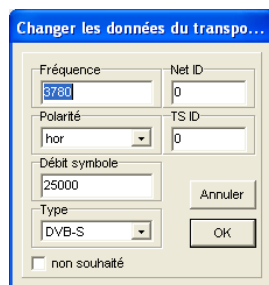 Changer les données du transpo...
Fréquence
Net ID
3780
0
Polarité
TS ID
hor
0
Débit symbole
25000
Annuler
Type
DVB-S
OK
non souhaité